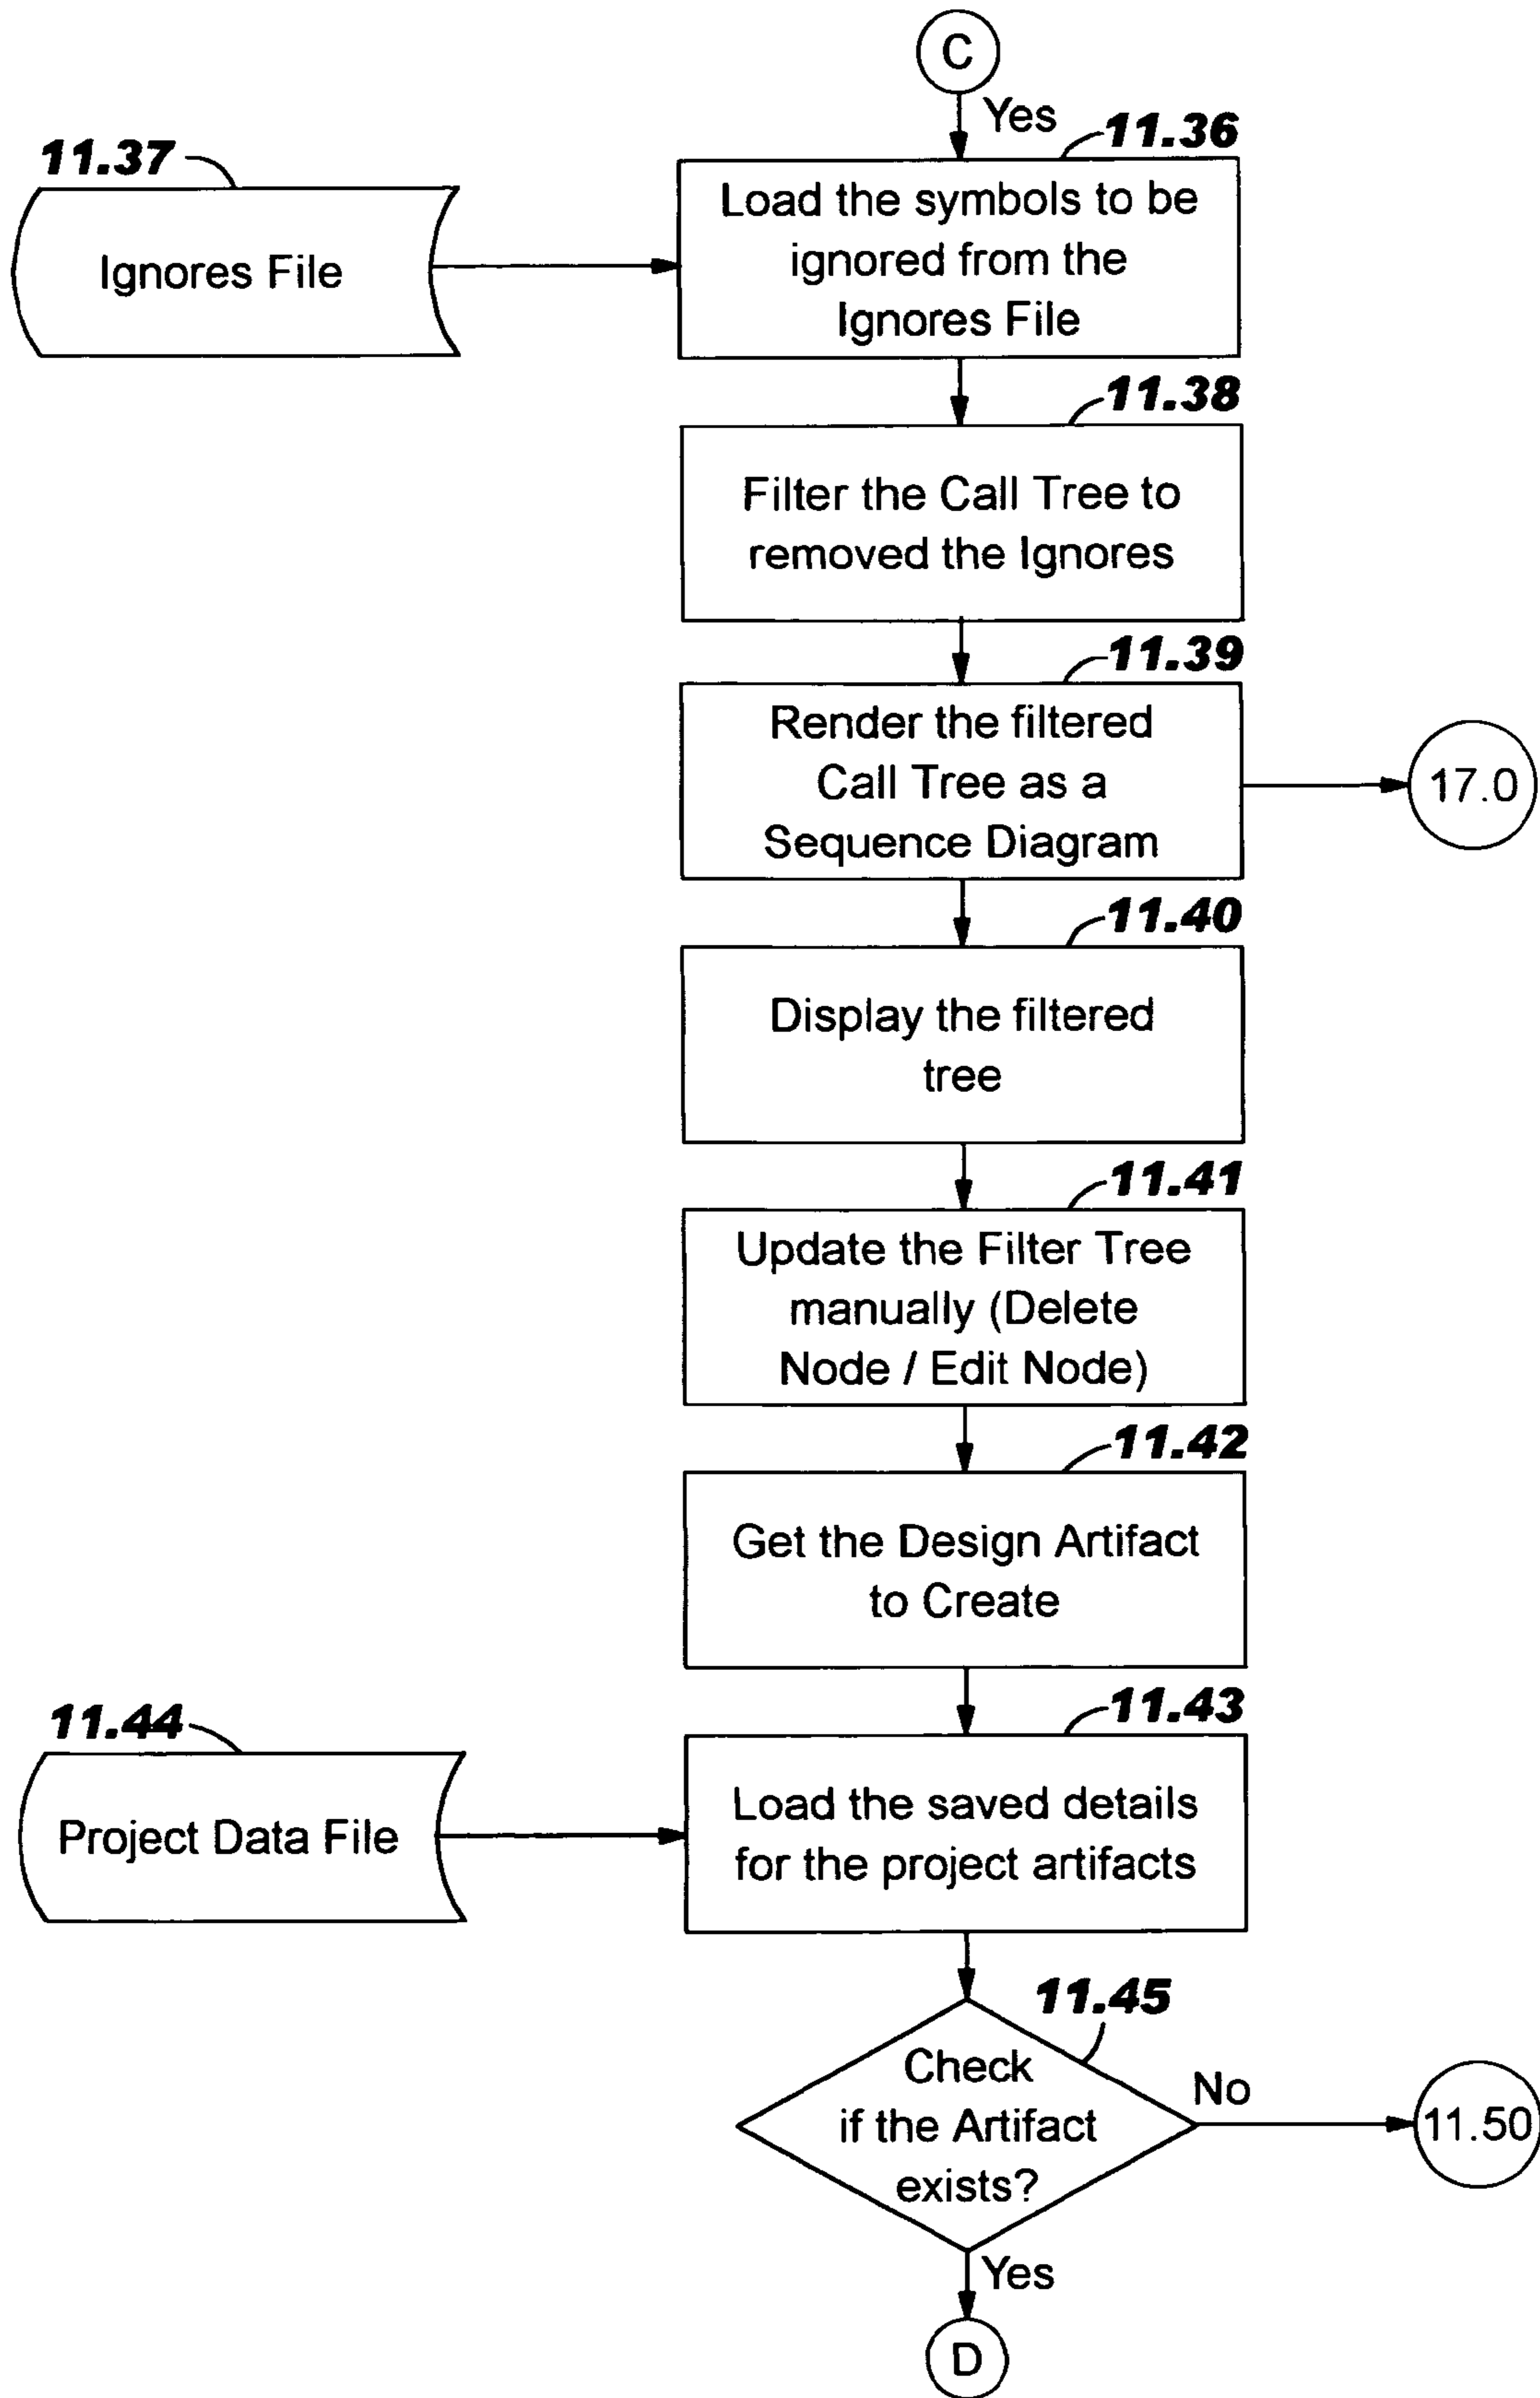 C
Yes
11.36
11.37
Load the symbols to be
ignored from the
Ignores File
Ignores File
11.38
Filter the Call Tree to
removed the Ignores
11.39
Render the filtered
Call Tree as a
Sequence Diagram
17.0
11.40
Display the filtered
tree
11.41
Update the Filter Tree
manually (Delete
Node / Edit Node)
11.42
Get the Design Artifact
to Create
11.43
11.44
Load the saved details
for the project artifacts
Project Data File
11.45
Check
if the Artifact
exists?
No
11.50
Yes
D